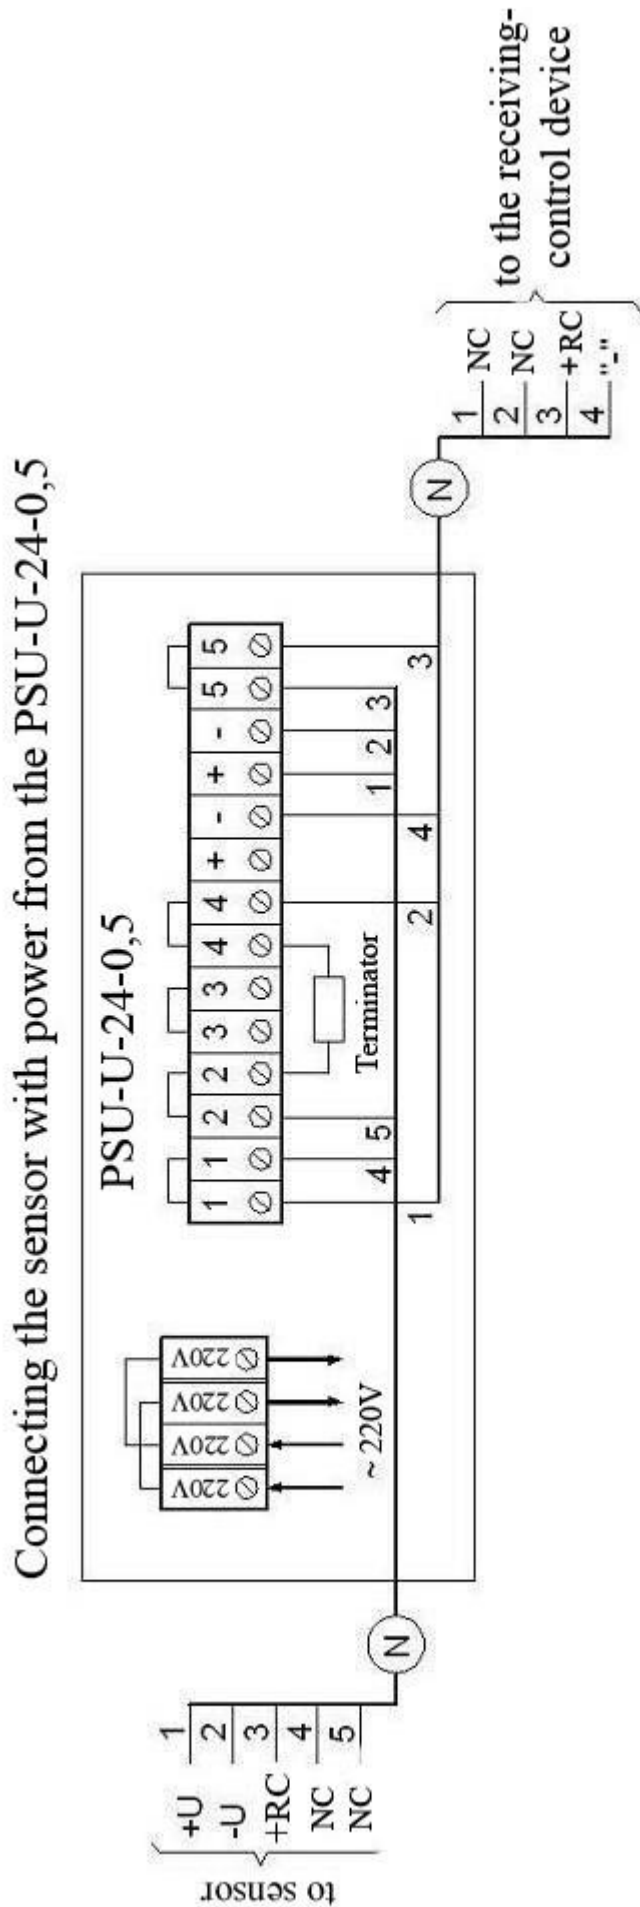 Connecting the sensor with power from the PSU-U-24-0,5
PSU-U-24-0,5
220V 220V 220V 220V
1 1 2 2 3 3 4 4 + - + - 5 5
~ 220V
Terminator
4 5 1 2 3
1 2 4 3
N
N
to sensor
+U 1
-U 2
+RC 3
NC 4
NC 5
1 NC
2 NC
3 +RC
4 "-"
to the receiving-
control device